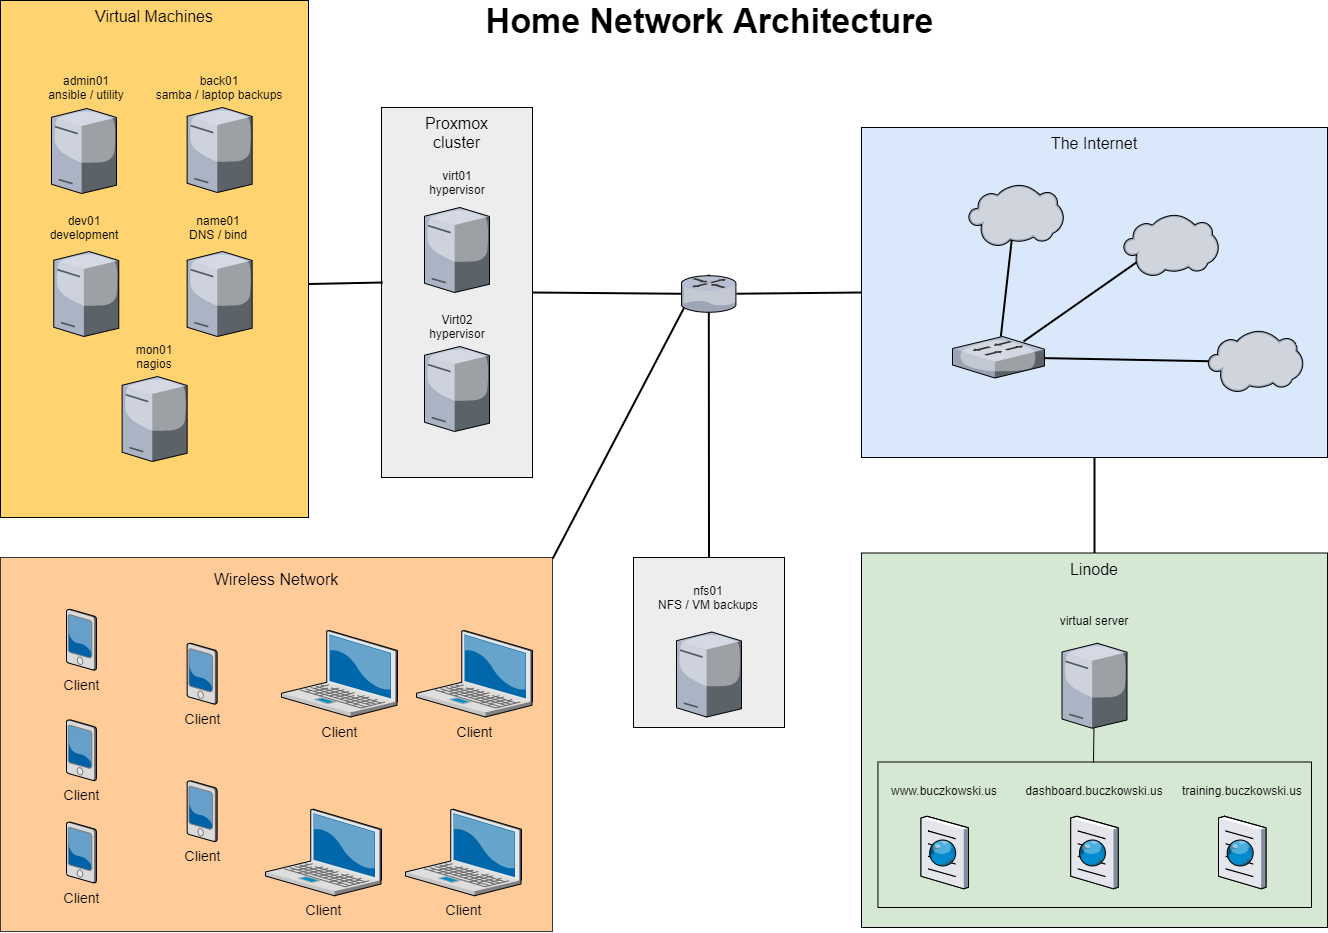 Home Network Architecture
Virtual Machines
admin01
ansible / utility
back01
samba / laptop backups
dev01
development
name01
DNS / bind
mon01
nagios
Proxmox
cluster
virt01
hypervisor
Virt02
hypervisor
The Internet
Wireless Network
Client
Client
Client
Client
Client
Client
Client
Client
Client
nfs01
NFS / VM backups
Linode
virtual server
www.buczkowski.us
dashboard.buczkowski.us
training.buczkowski.us